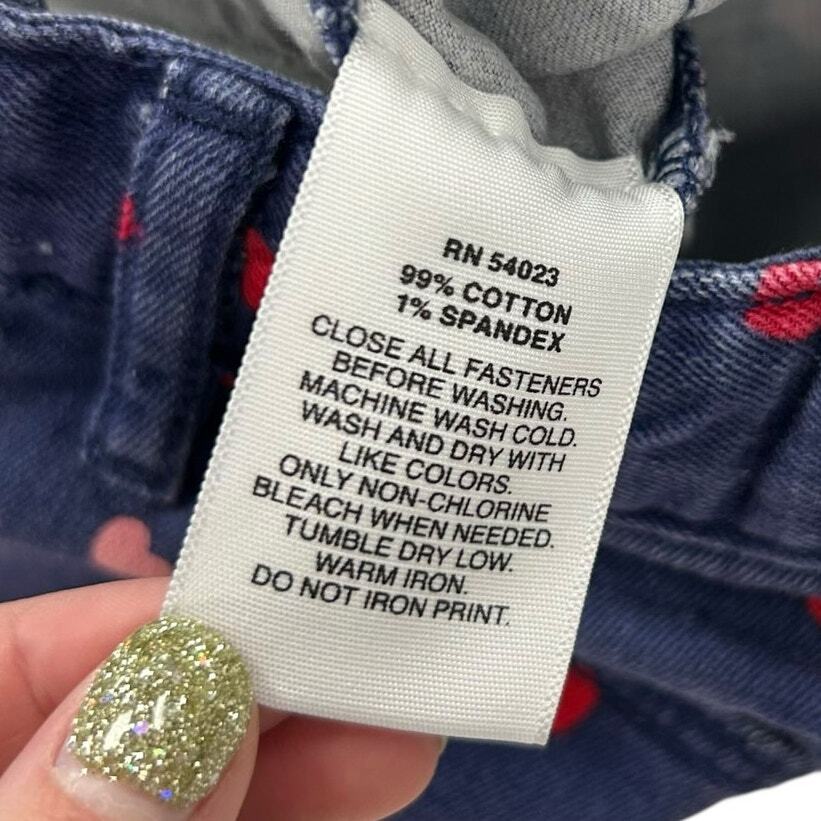 RN 54023
99% COTTON
1% SPANDEX
CLOSE ALL FASTENERS
BEFORE WASHING.
MACHINE WASH COLD.
WASH AND DRY WITH
LIKE COLORS.
ONLY NON-CHLORINE
BLEACH WHEN NEEDED.
TUMBLE DRY LOW.
WARM IRON.
DO NOT IRON PRINT.